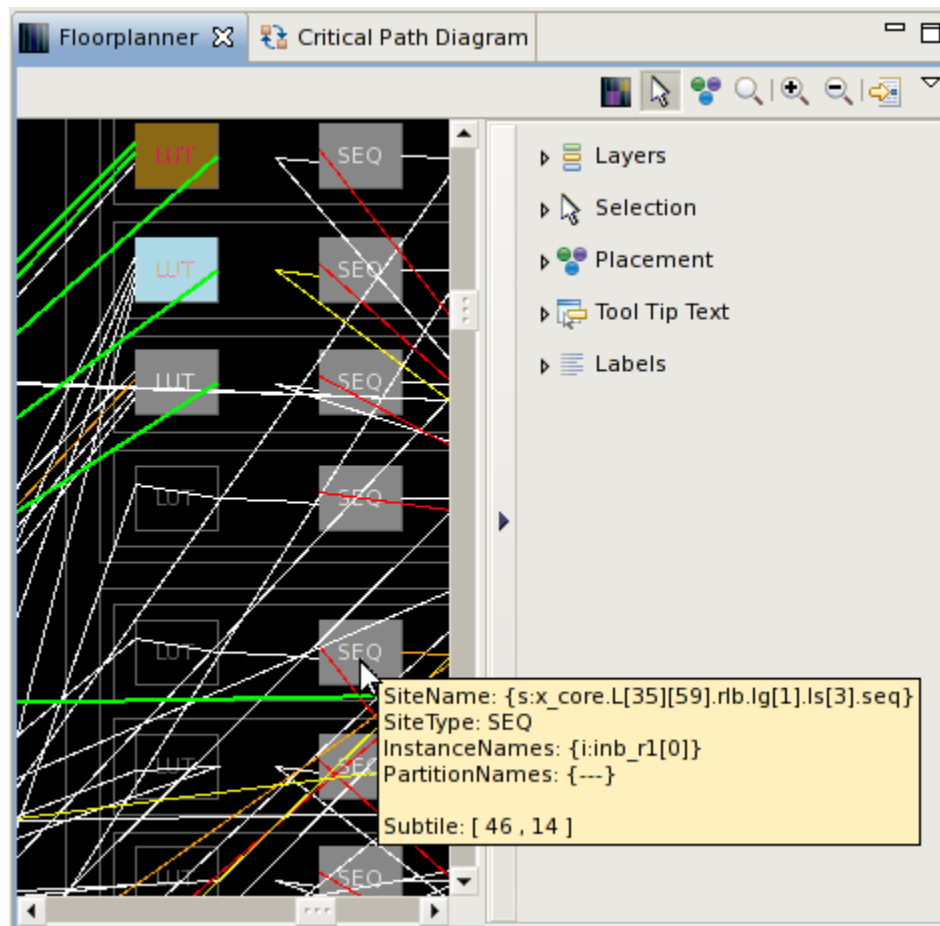 Floorplanner
Critical Path Diagram
LUT SEQ
LUT SEQ
LUT SEQ
LUT SEQ
LUT SEQ
LUT SEQ
LUT SEQ
Layers
Selection
Placement
Tool Tip Text
Labels
SiteName: {s:x_core.L[35][59].rlb.lg[1].ls[3].seq}
SiteType: SEQ
InstanceNames: {i:inb_r1[0]}
PartitionNames: {---}
Subtile: [ 46 , 14 ]